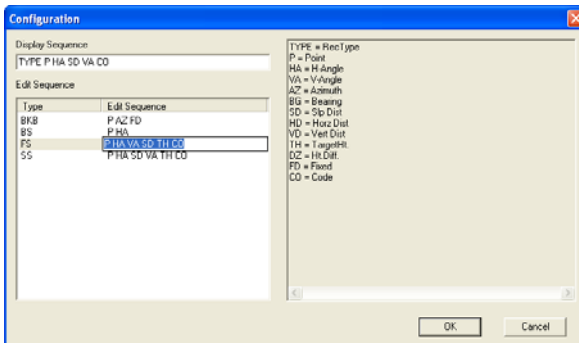 Configuration
Display Sequence
TYPE P HA SD VA CO
Edit Sequence
Type Edit Sequence
BKB P AZ FD
BS P HA
FS P HA VA SD TH CO
SS P HA SD VA TH CO
TYPE = RecType
P = Point
HA = H-Angle
VA = V-Angle
AZ = Azimuth
BG = Bearing
SD = Slp Dist
HD = Horz Dist
VD = Vert Dist
TH = TargetHt.
DZ = Ht.Diff.
FD = Fixed
CO = Code
OK Cancel